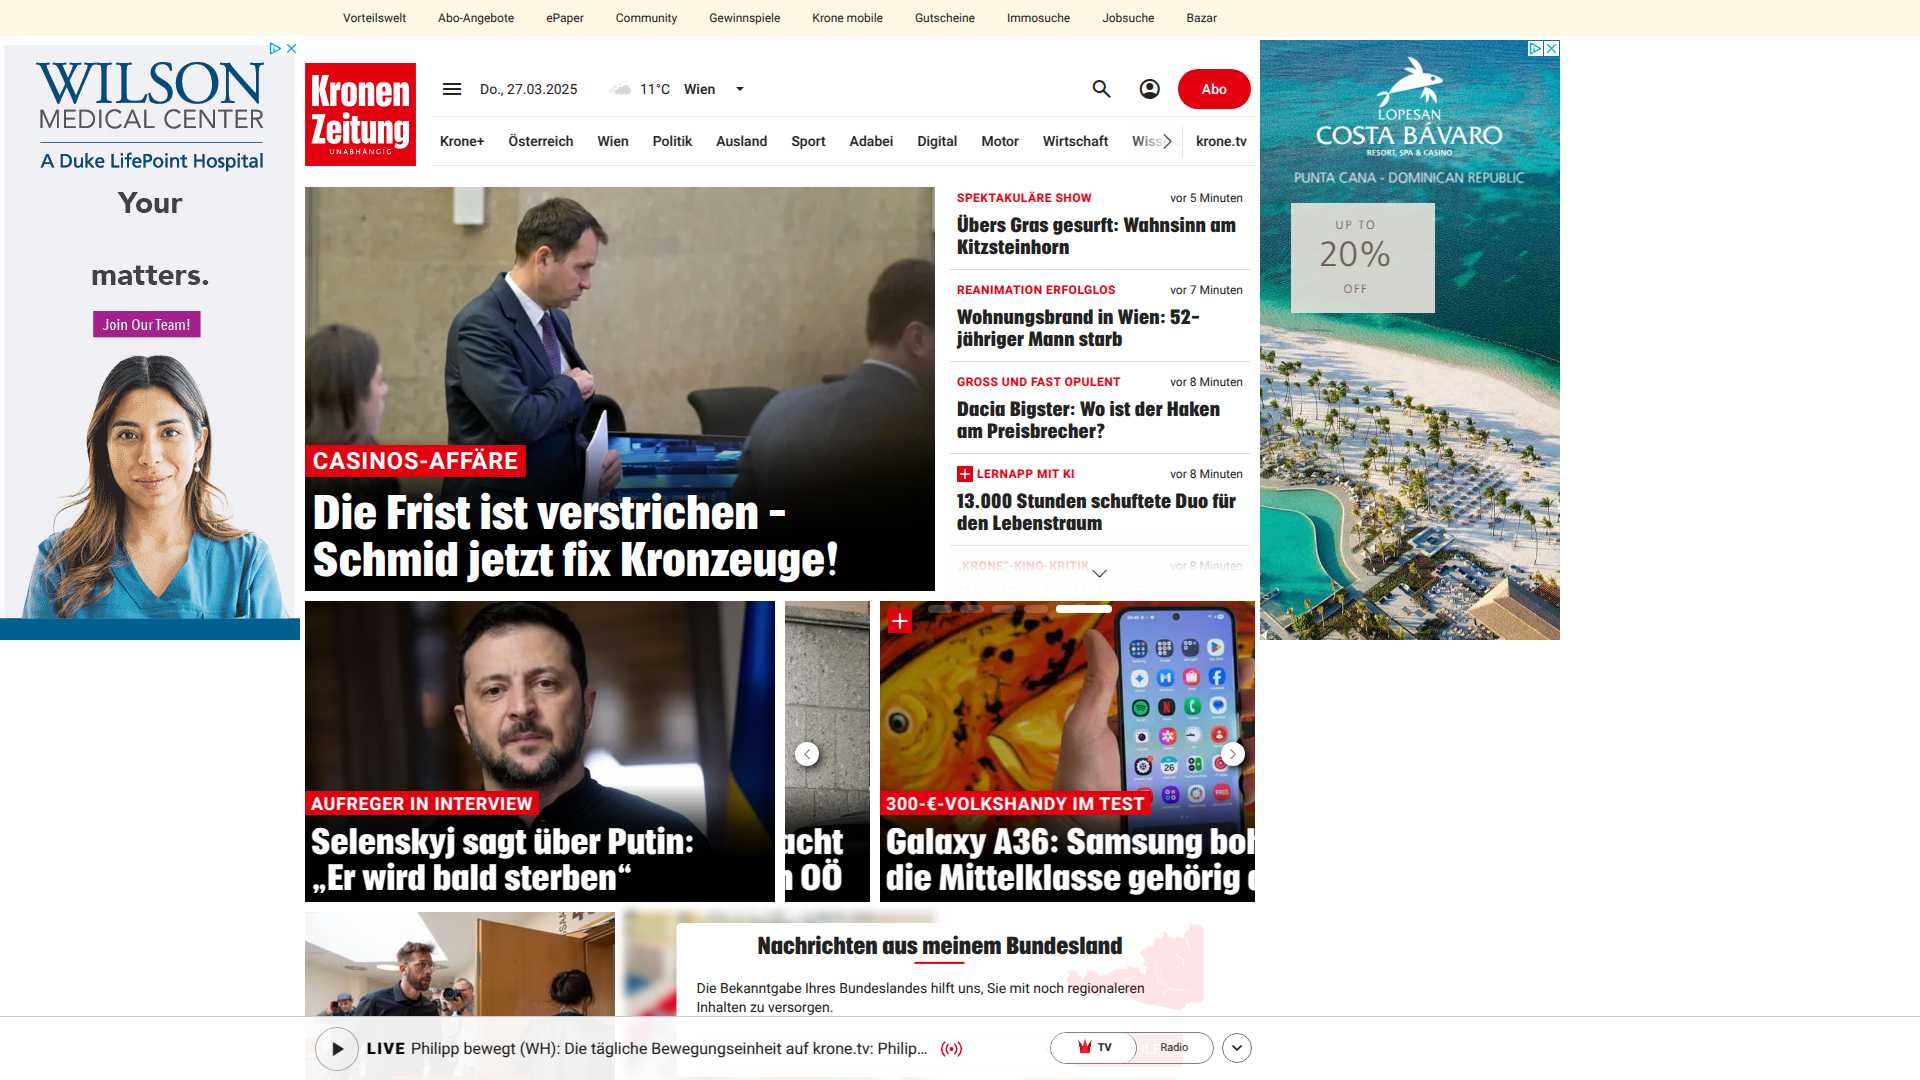 Vorteilswelt Abo-Angebote ePaper Community Gewinnspiele Krone mobile Gutscheine Immosuche Jobsuche Bazar
WILSON
MEDICAL CENTER
A Duke LifePoint Hospital
Your
matters.
Join Our Team!
Kronen
Zeitung
UNABHÄNGIG
Do., 27.03.2025 11°C Wien
Abo
Krone+ Österreich Wien Politik Ausland Sport Adabei Digital Motor Wirtschaft Wiss krone.tv
CASINOS-AFFÄRE
Die Frist ist verstrichen –
Schmid jetzt fix Kronzeuge!
SPEKTAKULÄRE SHOW vor 5 Minuten
Übers Gras gesurft: Wahnsinn am
Kitzsteinhorn
REANIMATION ERFOLGLOS vor 7 Minuten
Wohnungsbrand in Wien: 52-
jähriger Mann starb
GROSS UND FAST OPULENT vor 8 Minuten
Dacia Bigster: Wo ist der Haken
am Preisbrecher?
LERNAPP MIT KI vor 8 Minuten
13.000 Stunden schuftete Duo für
den Lebenstraum
„KRONE“-KINO-KRITIK vor 8 Minuten
LOPESAN
COSTA BÁVARO
RESORT, SPA & CASINO
PUNTA CANA - DOMINICAN REPUBLIC
UP TO
20%
OFF
AUFREGER IN INTERVIEW
Selenskyj sagt über Putin:
„Er wird bald sterben“
acht
n OÖ
300-€-VOLKSHANDY IM TEST
Galaxy A36: Samsung boh
die Mittelklasse gehörig
Nachrichten aus meinem Bundesland
Die Bekanntgabe Ihres Bundeslandes hilft uns, Sie mit noch regionaleren
Inhalten zu versorgen.
LIVE Philipp bewegt (WH): Die tägliche Bewegungseinheit auf krone.tv: Philip...
TV Radio